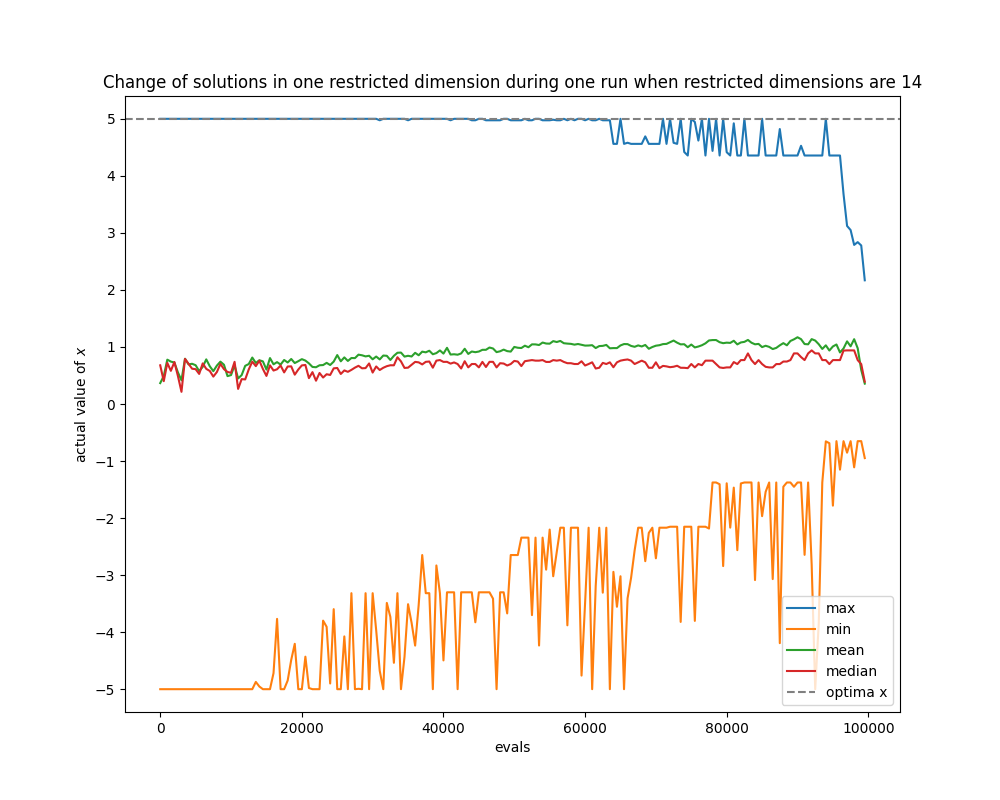 Change of solutions in one restricted dimension during one run when restricted dimensions are 14
5
4
3
2
1
0
−1
−2
−3
−4
−5
actual value of x
0 20000 40000 60000 80000 100000
evals
max
min
mean
median
optima x